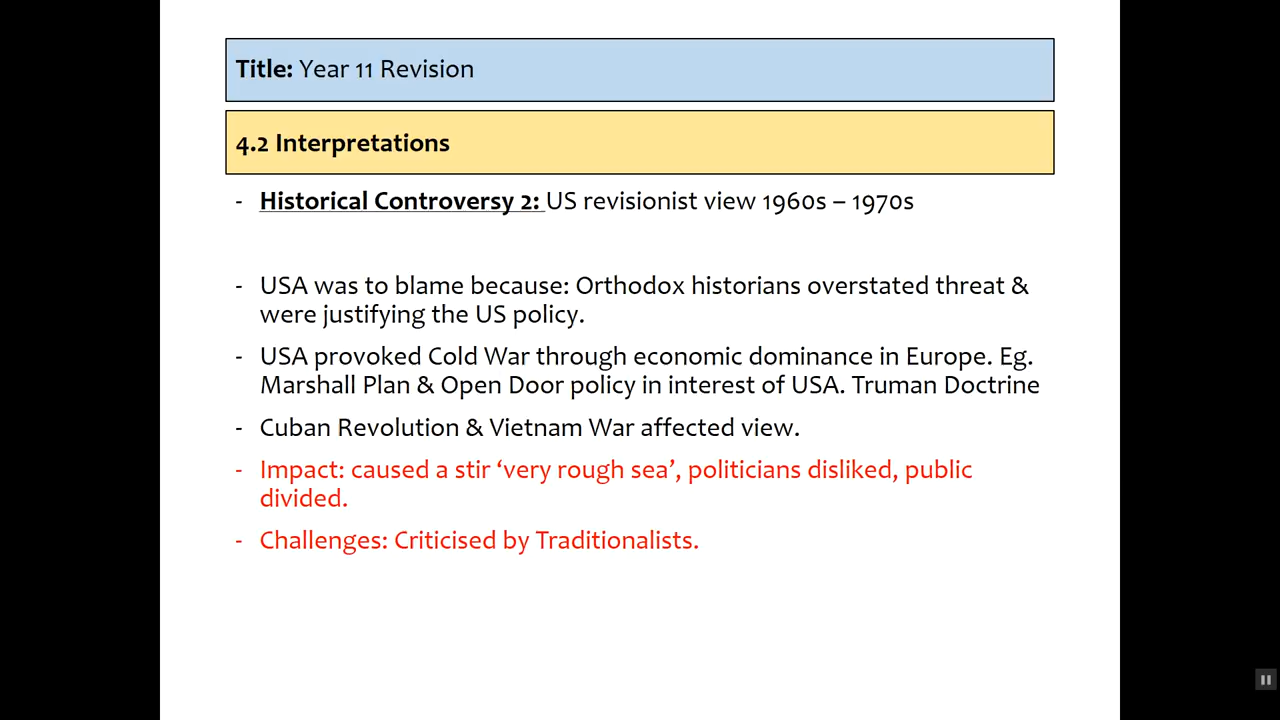 Title: Year 11 Revision
4.2 Interpretations
- Historical Controversy 2: US revisionist view 1960s – 1970s
- USA was to blame because: Orthodox historians overstated threat &
were justifying the US policy.
- USA provoked Cold War through economic dominance in Europe. Eg.
Marshall Plan & Open Door policy in interest of USA. Truman Doctrine
- Cuban Revolution & Vietnam War affected view.
- Impact: caused a stir ‘very rough sea’, politicians disliked, public
divided.
- Challenges: Criticised by Traditionalists.